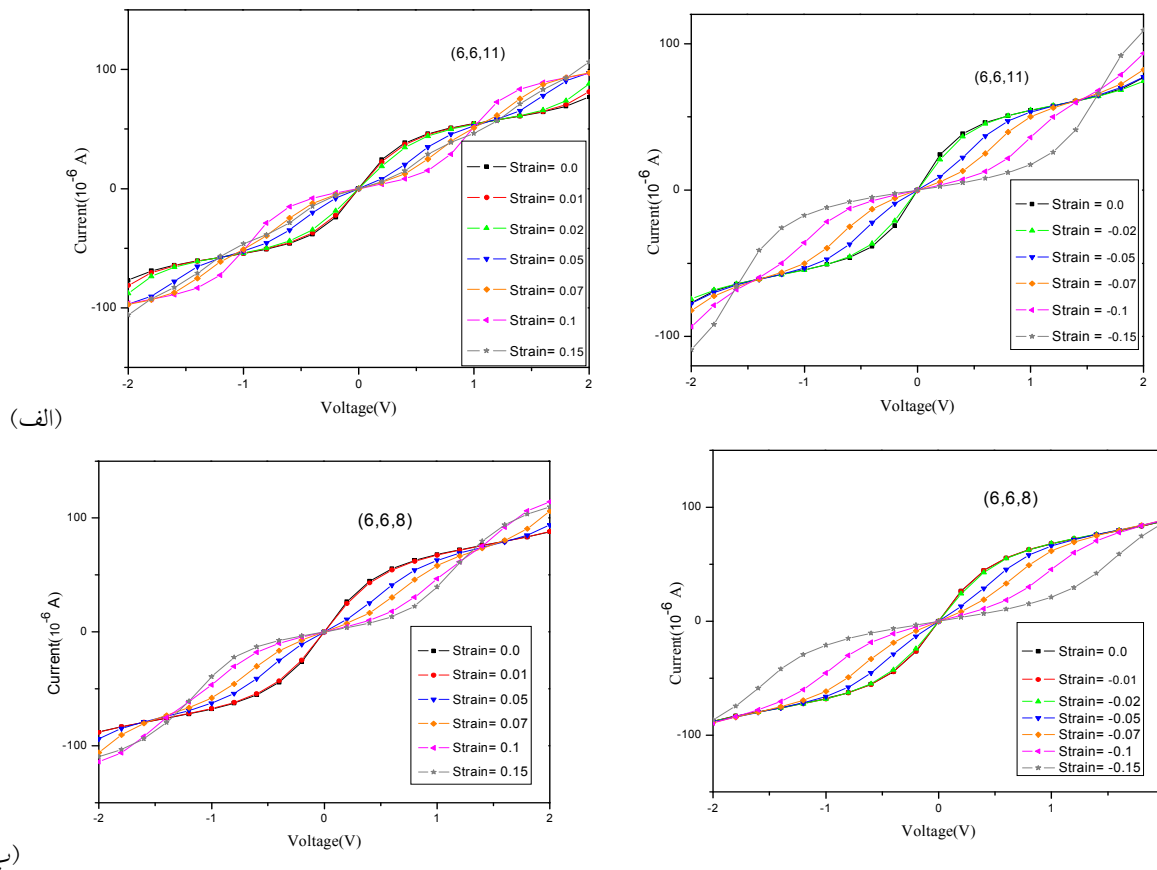 (6,6,11)
100
0
-100
Current(10⁻⁶ A)
Strain= 0.0
Strain= 0.01
Strain= 0.02
Strain= 0.05
Strain= 0.07
Strain= 0.1
Strain= 0.15
-2 -1 0 1 2
Voltage(V)
(6,6,11)
100
0
-100
Current(10⁻⁶ A)
Strain = 0.0
Strain = -0.02
Strain = -0.05
Strain = -0.07
Strain = -0.1
Strain = -0.15
-2 -1 0 1 2
Voltage(V)
(الف)
(6,6,8)
100
0
-100
Current(10⁻⁶ A)
Strain= 0.0
Strain= 0.01
Strain= 0.05
Strain= 0.07
Strain= 0.1
Strain= 0.15
-2 -1 0 1 2
Voltage(V)
(6,6,8)
100
0
-100
Current(10⁻⁶ A)
Strain= 0.0
Strain= -0.01
Strain= -0.02
Strain= -0.05
Strain= -0.07
Strain= -0.1
Strain= -0.15
-2 -1 0 1
Voltage(V)
(ب